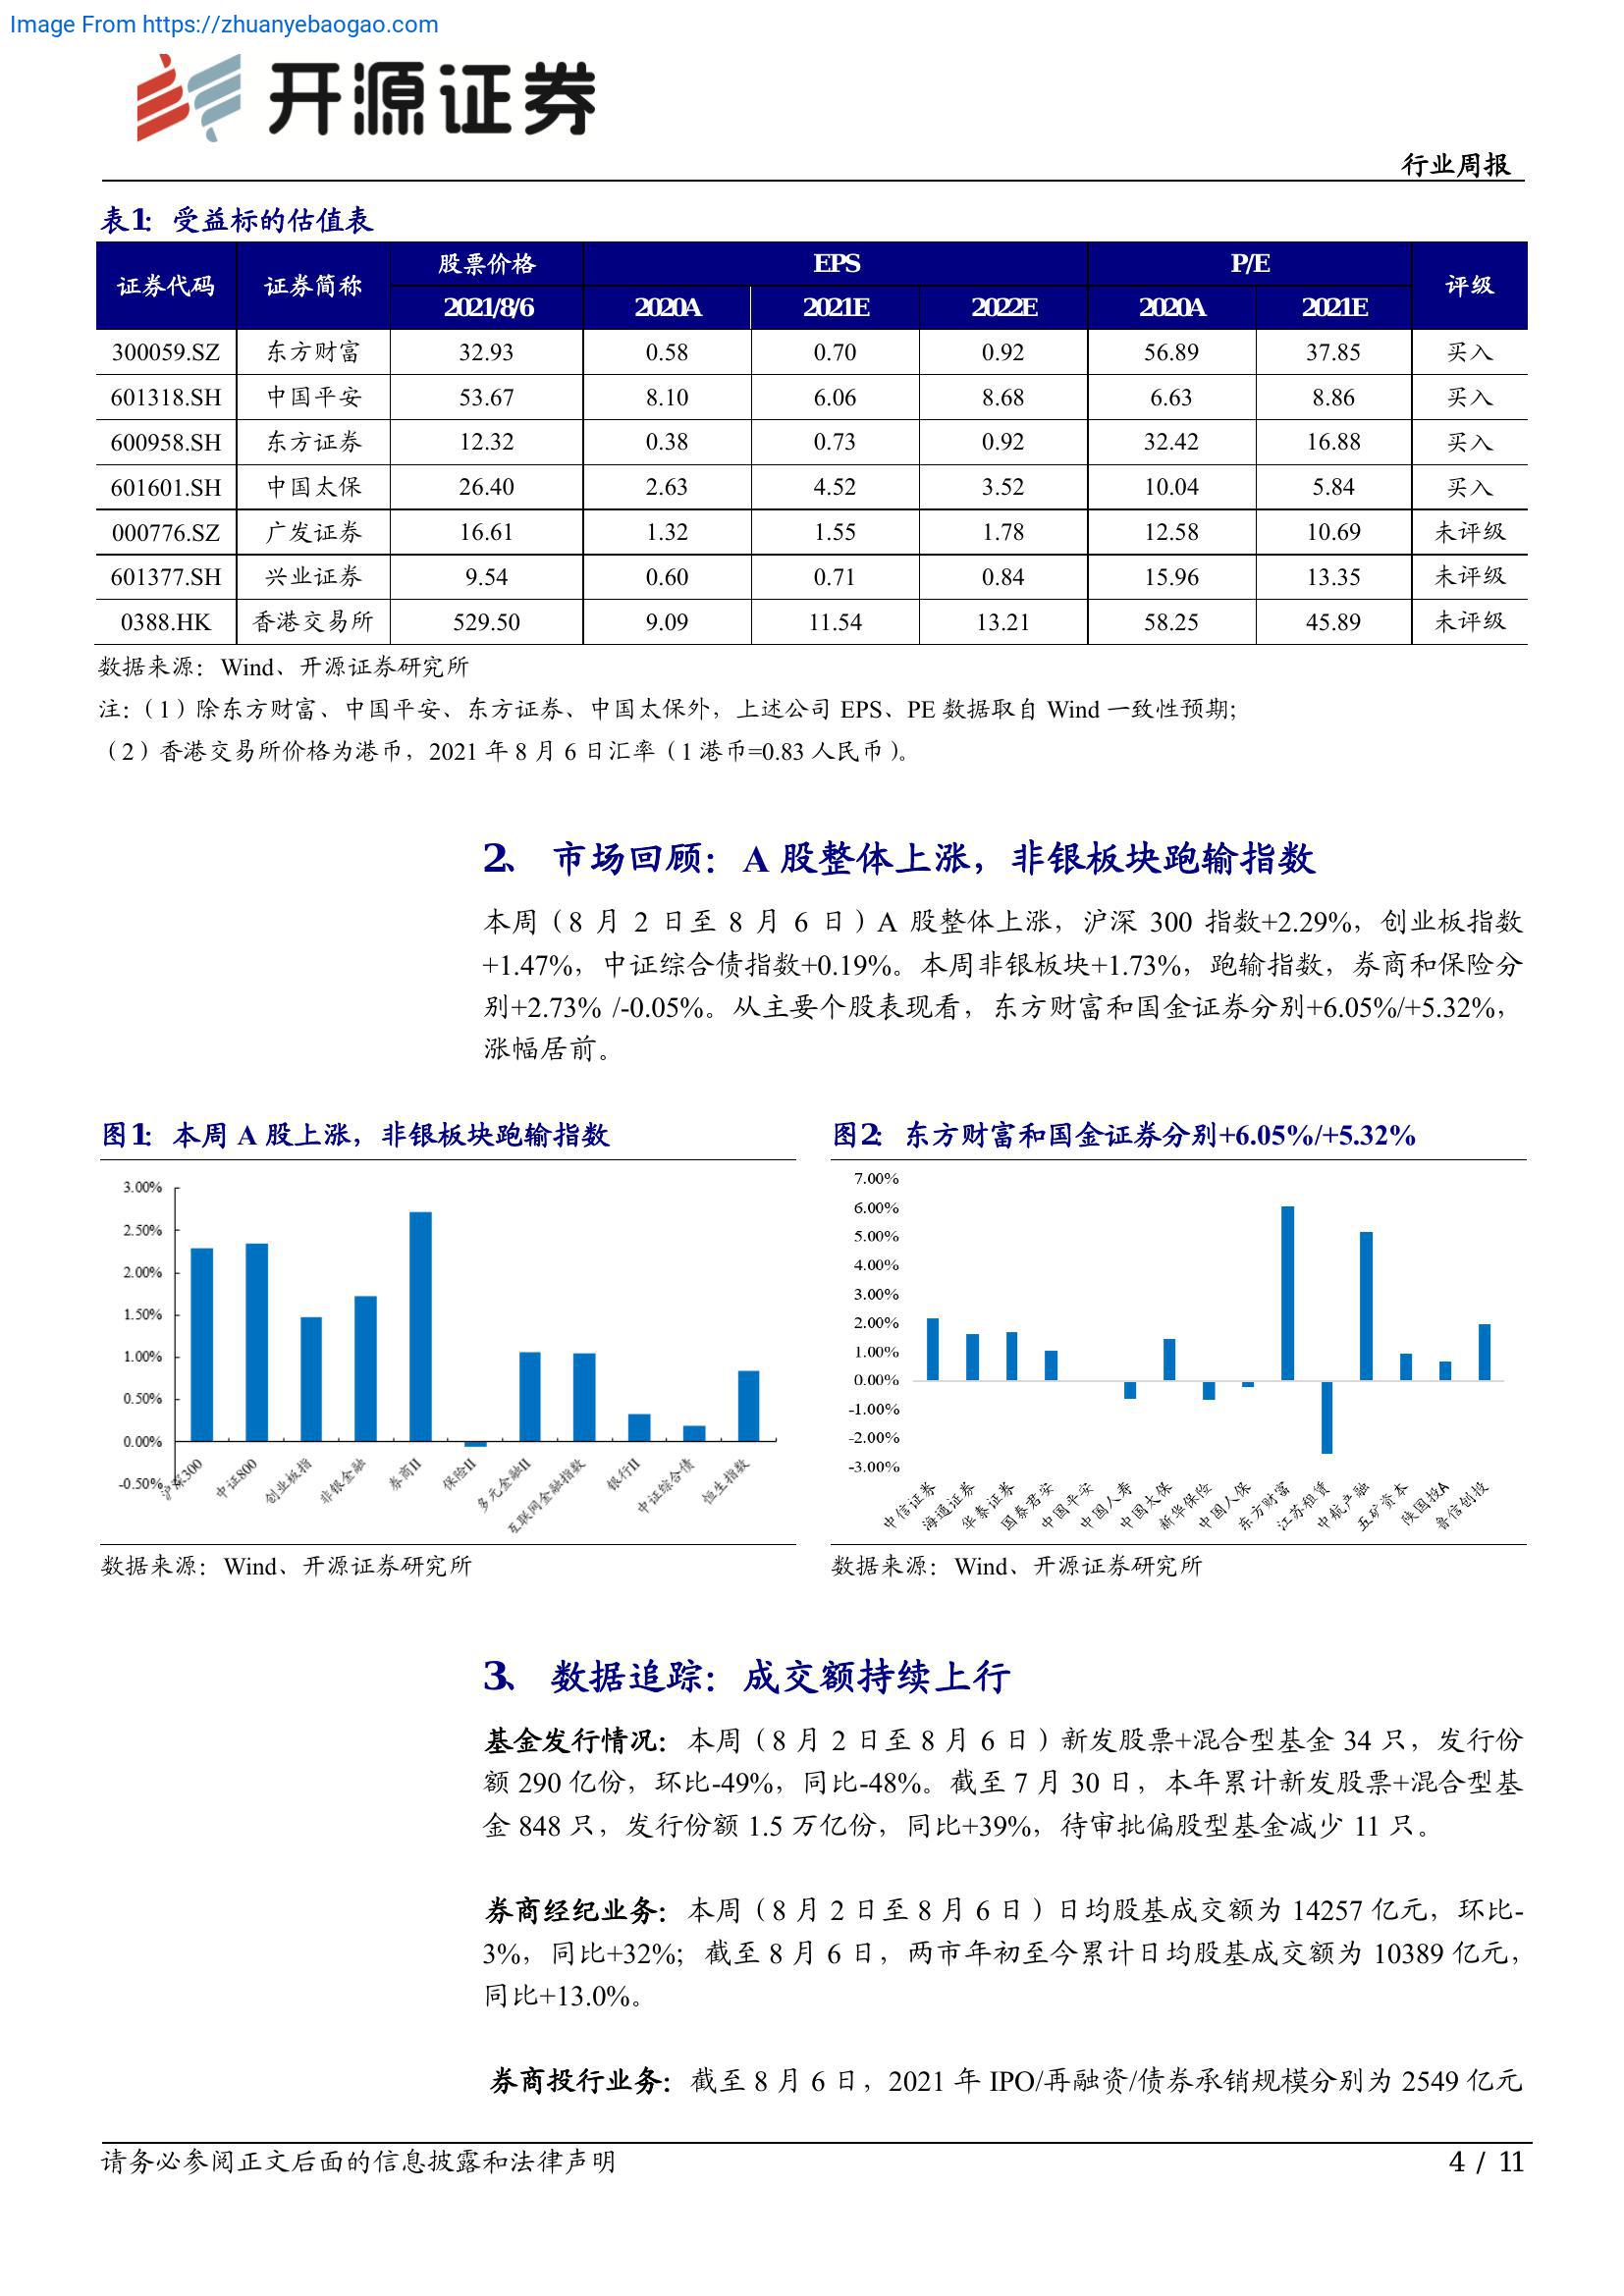 Image From https://zhuanyebaogao.com
开源证券
行业周报
表1： 受益标的估值表
证券代码 证券简称 股票价格 EPS P/E 评级
2021/8/6 2020A 2021E 2022E 2020A 2021E
300059.SZ 东方财富 32.93 0.58 0.70 0.92 56.89 37.85 买入
601318.SH 中国平安 53.67 8.10 6.06 8.68 6.63 8.86 买入
600958.SH 东方证券 12.32 0.38 0.73 0.92 32.42 16.88 买入
601601.SH 中国太保 26.40 2.63 4.52 3.52 10.04 5.84 买入
000776.SZ 广发证券 16.61 1.32 1.55 1.78 12.58 10.69 未评级
601377.SH 兴业证券 9.54 0.60 0.71 0.84 15.96 13.35 未评级
0388.HK 香港交易所 529.50 9.09 11.54 13.21 58.25 45.89 未评级
数据来源：Wind、开源证券研究所
注：（1）除东方财富、中国平安、东方证券、中国太保外，上述公司 EPS、PE 数据取自 Wind 一致性预期；
（2）香港交易所价格为港币，2021 年 8 月 6 日汇率（1 港币=0.83 人民币）。
2、 市场回顾：A 股整体上涨，非银板块跑输指数
本周（8 月 2 日至 8 月 6 日）A 股整体上涨，沪深 300 指数+2.29%，创业板指数
+1.47%，中证综合债指数+0.19%。本周非银板块+1.73%，跑输指数，券商和保险分
别+2.73% /-0.05%。从主要个股表现看，东方财富和国金证券分别+6.05%/+5.32%，
涨幅居前。
图1： 本周 A 股上涨，非银板块跑输指数
3.00%
2.50%
2.00%
1.50%
1.00%
0.50%
0.00%
-0.50%
沪深300 中证800 创业板指 非银金融 券商II 保险II 多元金融II 互联网金融指数 银行II 中证综合债 恒生指数
数据来源：Wind、开源证券研究所
图2： 东方财富和国金证券分别+6.05%/+5.32%
7.00%
6.00%
5.00%
4.00%
3.00%
2.00%
1.00%
0.00%
-1.00%
-2.00%
-3.00%
中信证券 海通证券 华泰证券 国泰君安 中国平安 中国人寿 中国太保 新华保险 中国人保 东方财富 江苏租赁 中航产融 五矿资本 陕国投A 鲁信创投
数据来源：Wind、开源证券研究所
3、 数据追踪：成交额持续上行
基金发行情况：本周（8 月 2 日至 8 月 6 日）新发股票+混合型基金 34 只，发行份
额 290 亿份，环比-49%，同比-48%。截至 7 月 30 日，本年累计新发股票+混合型基
金 848 只，发行份额 1.5 万亿份，同比+39%，待审批偏股型基金减少 11 只。
券商经纪业务：本周（8 月 2 日至 8 月 6 日）日均股基成交额为 14257 亿元，环比-
3%，同比+32%；截至 8 月 6 日，两市年初至今累计日均股基成交额为 10389 亿元，
同比+13.0%。
券商投行业务：截至 8 月 6 日，2021 年 IPO/再融资/债券承销规模分别为 2549 亿元
请务必参阅正文后面的信息披露和法律声明
4 / 11